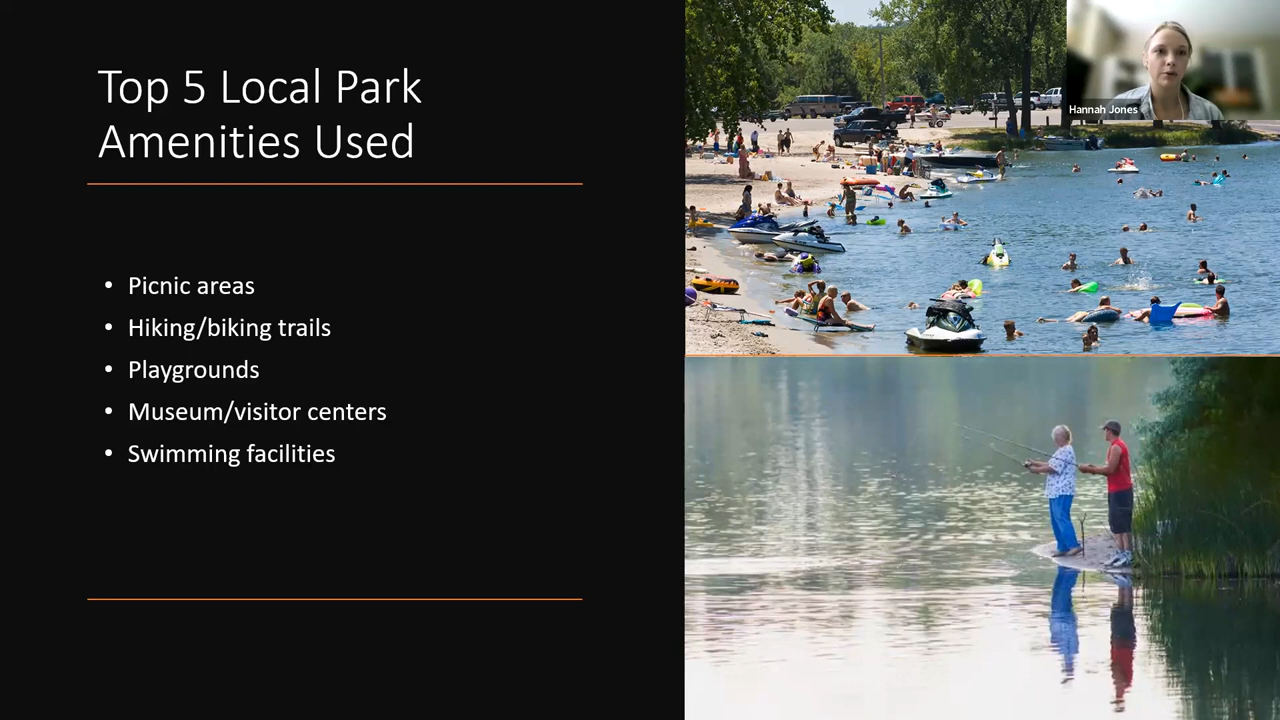 Top 5 Local Park
Amenities Used
• Picnic areas
• Hiking/biking trails
• Playgrounds
• Museum/visitor centers
• Swimming facilities
Hannah Jones